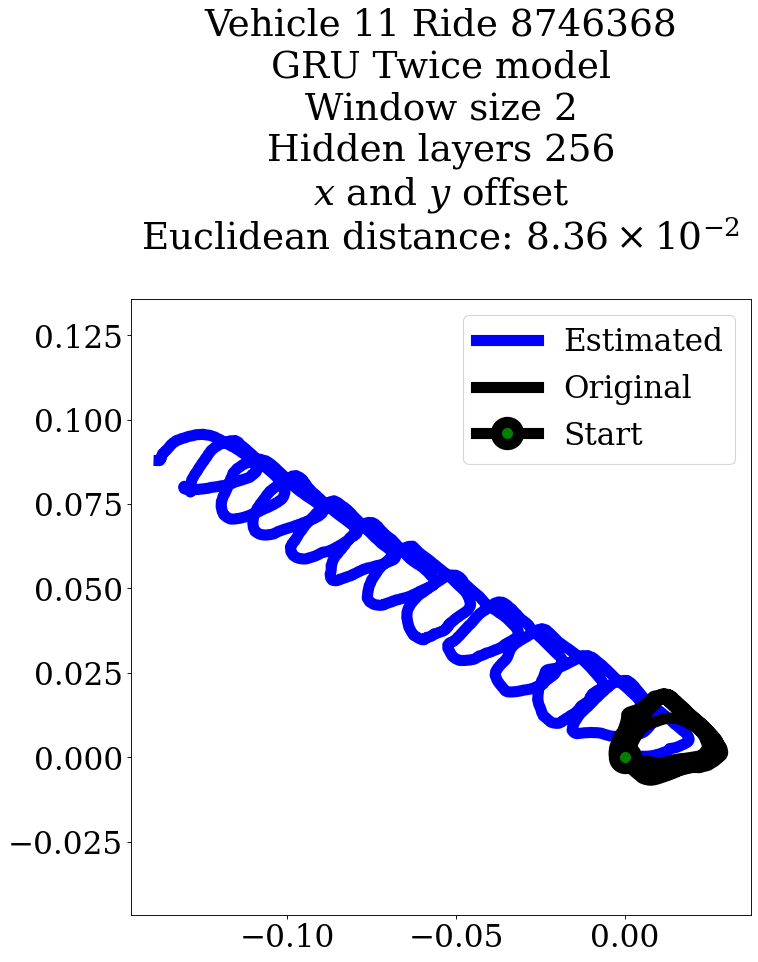 Vehicle 11 Ride 8746368
GRU Twice model
Window size 2
Hidden layers 256
x and y offset
Euclidean distance: 8.36 × 10⁻²
Estimated
Original
Start
0.125
0.100
0.075
0.050
0.025
0.000
−0.025
−0.10
−0.05
0.00